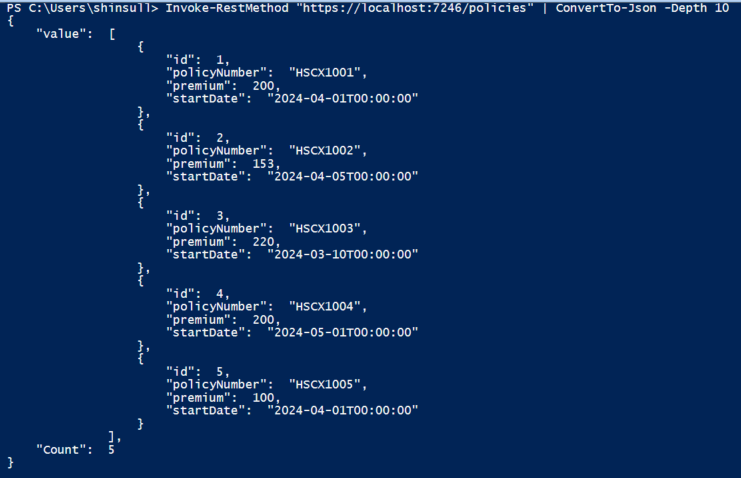 PS C:\Users\shinsull> Invoke-RestMethod "https://localhost:7246/policies" | ConvertTo-Json -Depth 10
{
    "value":  [
                  {
                      "id":  1,
                      "policyNumber":  "HSCX1001",
                      "premium":  200,
                      "startDate":  "2024-04-01T00:00:00"
                  },
                  {
                      "id":  2,
                      "policyNumber":  "HSCX1002",
                      "premium":  153,
                      "startDate":  "2024-04-05T00:00:00"
                  },
                  {
                      "id":  3,
                      "policyNumber":  "HSCX1003",
                      "premium":  220,
                      "startDate":  "2024-03-10T00:00:00"
                  },
                  {
                      "id":  4,
                      "policyNumber":  "HSCX1004",
                      "premium":  200,
                      "startDate":  "2024-05-01T00:00:00"
                  },
                  {
                      "id":  5,
                      "policyNumber":  "HSCX1005",
                      "premium":  100,
                      "startDate":  "2024-04-01T00:00:00"
                  }
              ],
    "Count":  5
}